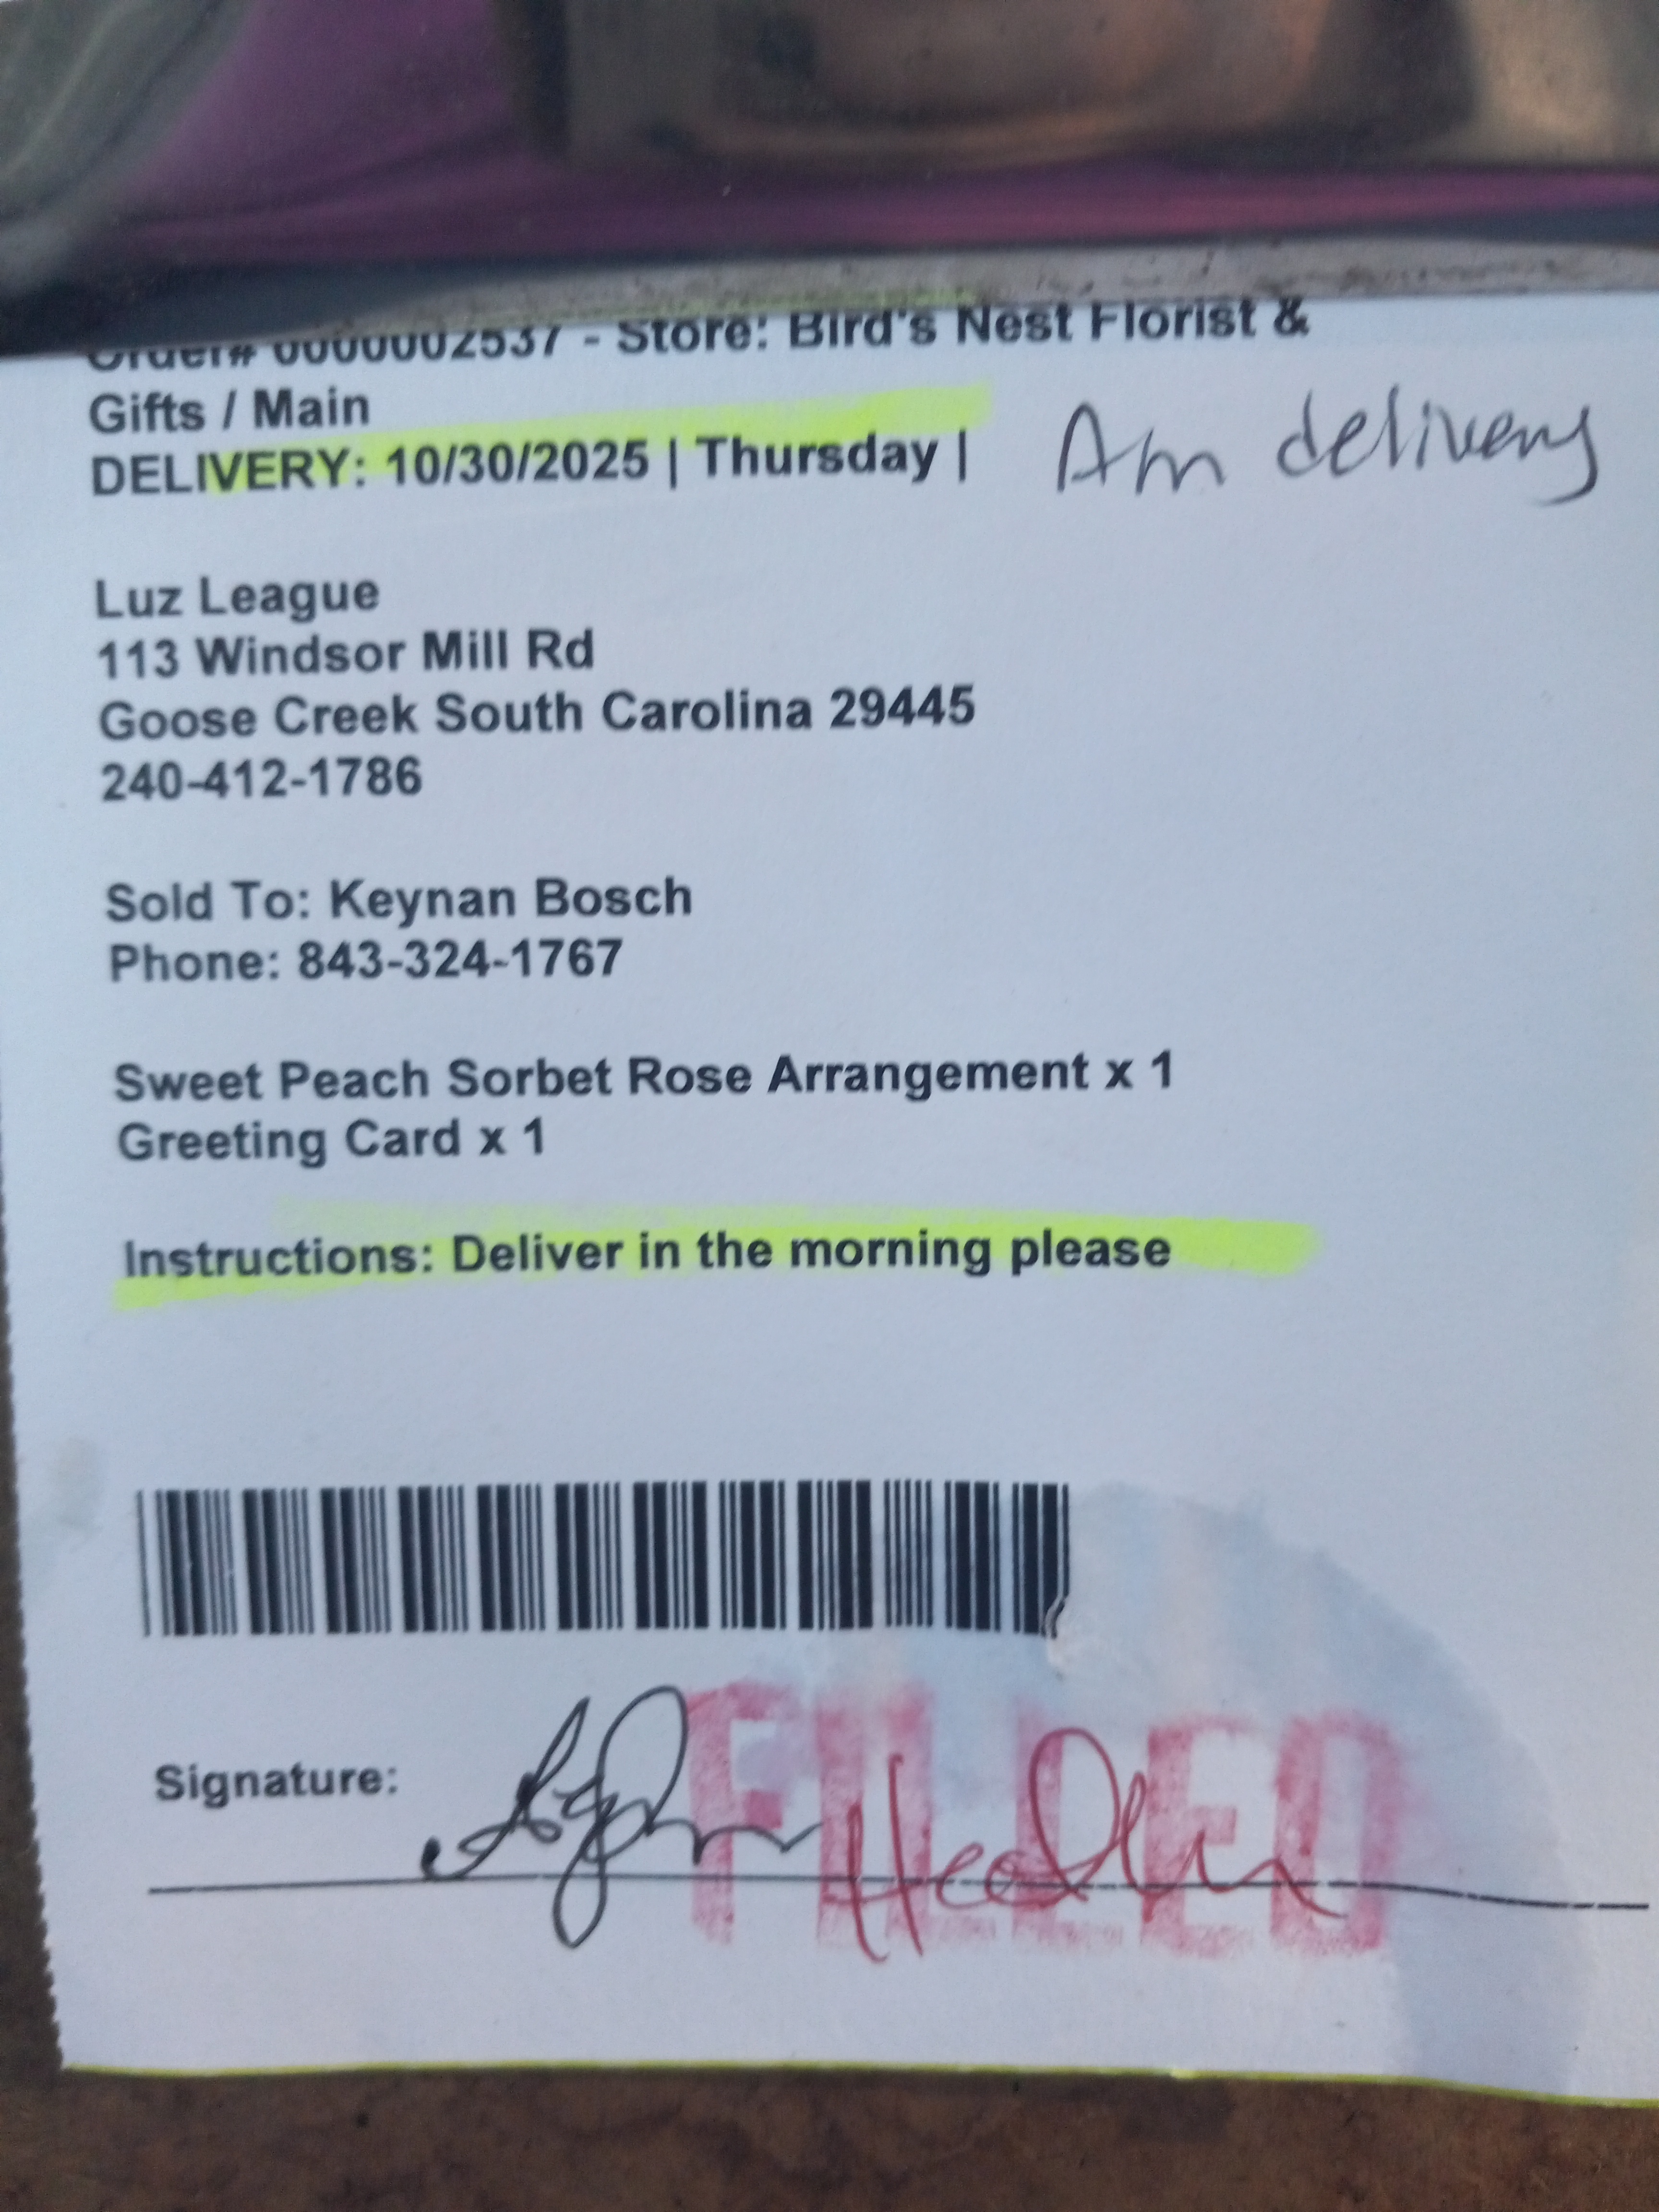 Order# 0000002537 - Store: Bird's Nest Florist &
Gifts / Main
DELIVERY: 10/30/2025 | Thursday | Am delivery
Luz League
113 Windsor Mill Rd
Goose Creek South Carolina 29445
240-412-1786
Sold To: Keynan Bosch
Phone: 843-324-1767
Sweet Peach Sorbet Rose Arrangement x 1
Greeting Card x 1
Instructions: Deliver in the morning please
FILLED
Signature: